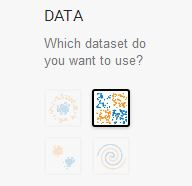 DATA
Which dataset do
you want to use?